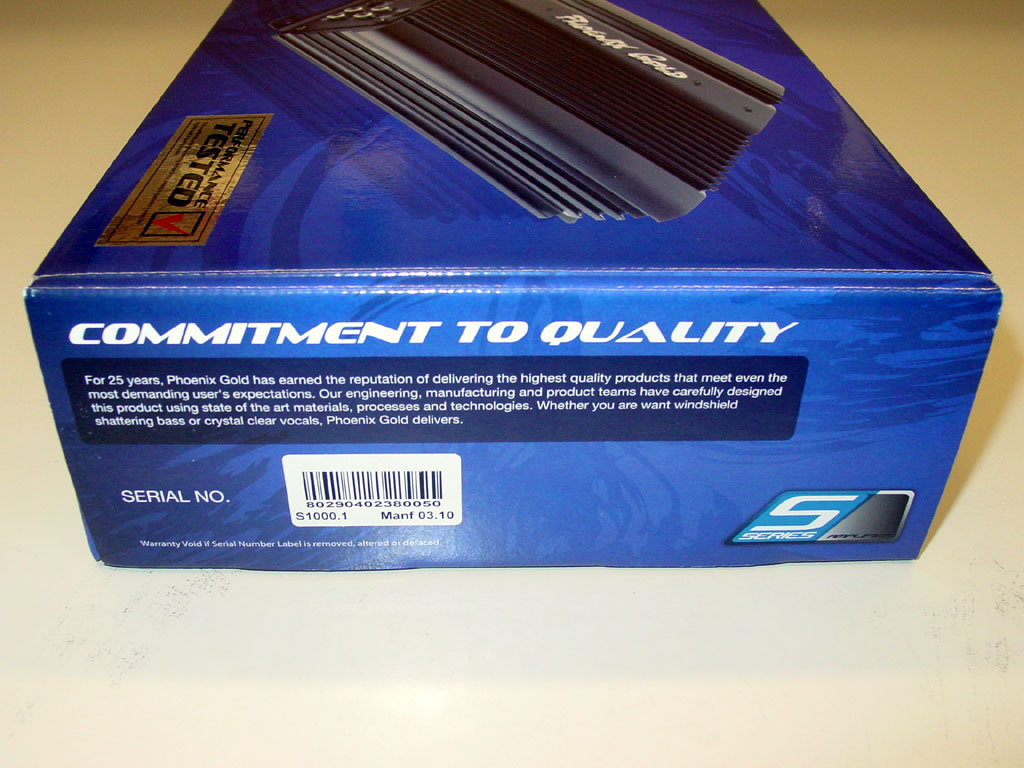 PHOENIX GOLD
PERFORMANCE
TESTED
COMMITMENT TO QUALITY
For 25 years, Phoenix Gold has earned the reputation of delivering the highest quality products that meet even the
most demanding user's expectations. Our engineering, manufacturing and product teams have carefully designed
this product using state of the art materials, processes and technologies. Whether you are want windshield
shattering bass or crystal clear vocals, Phoenix Gold delivers.
SERIAL NO.
80290402380050
S1000.1 Manf 03.10
Warranty Void if Serial Number Label is removed, altered or defaced.
S
SERIES AMPLIFIER